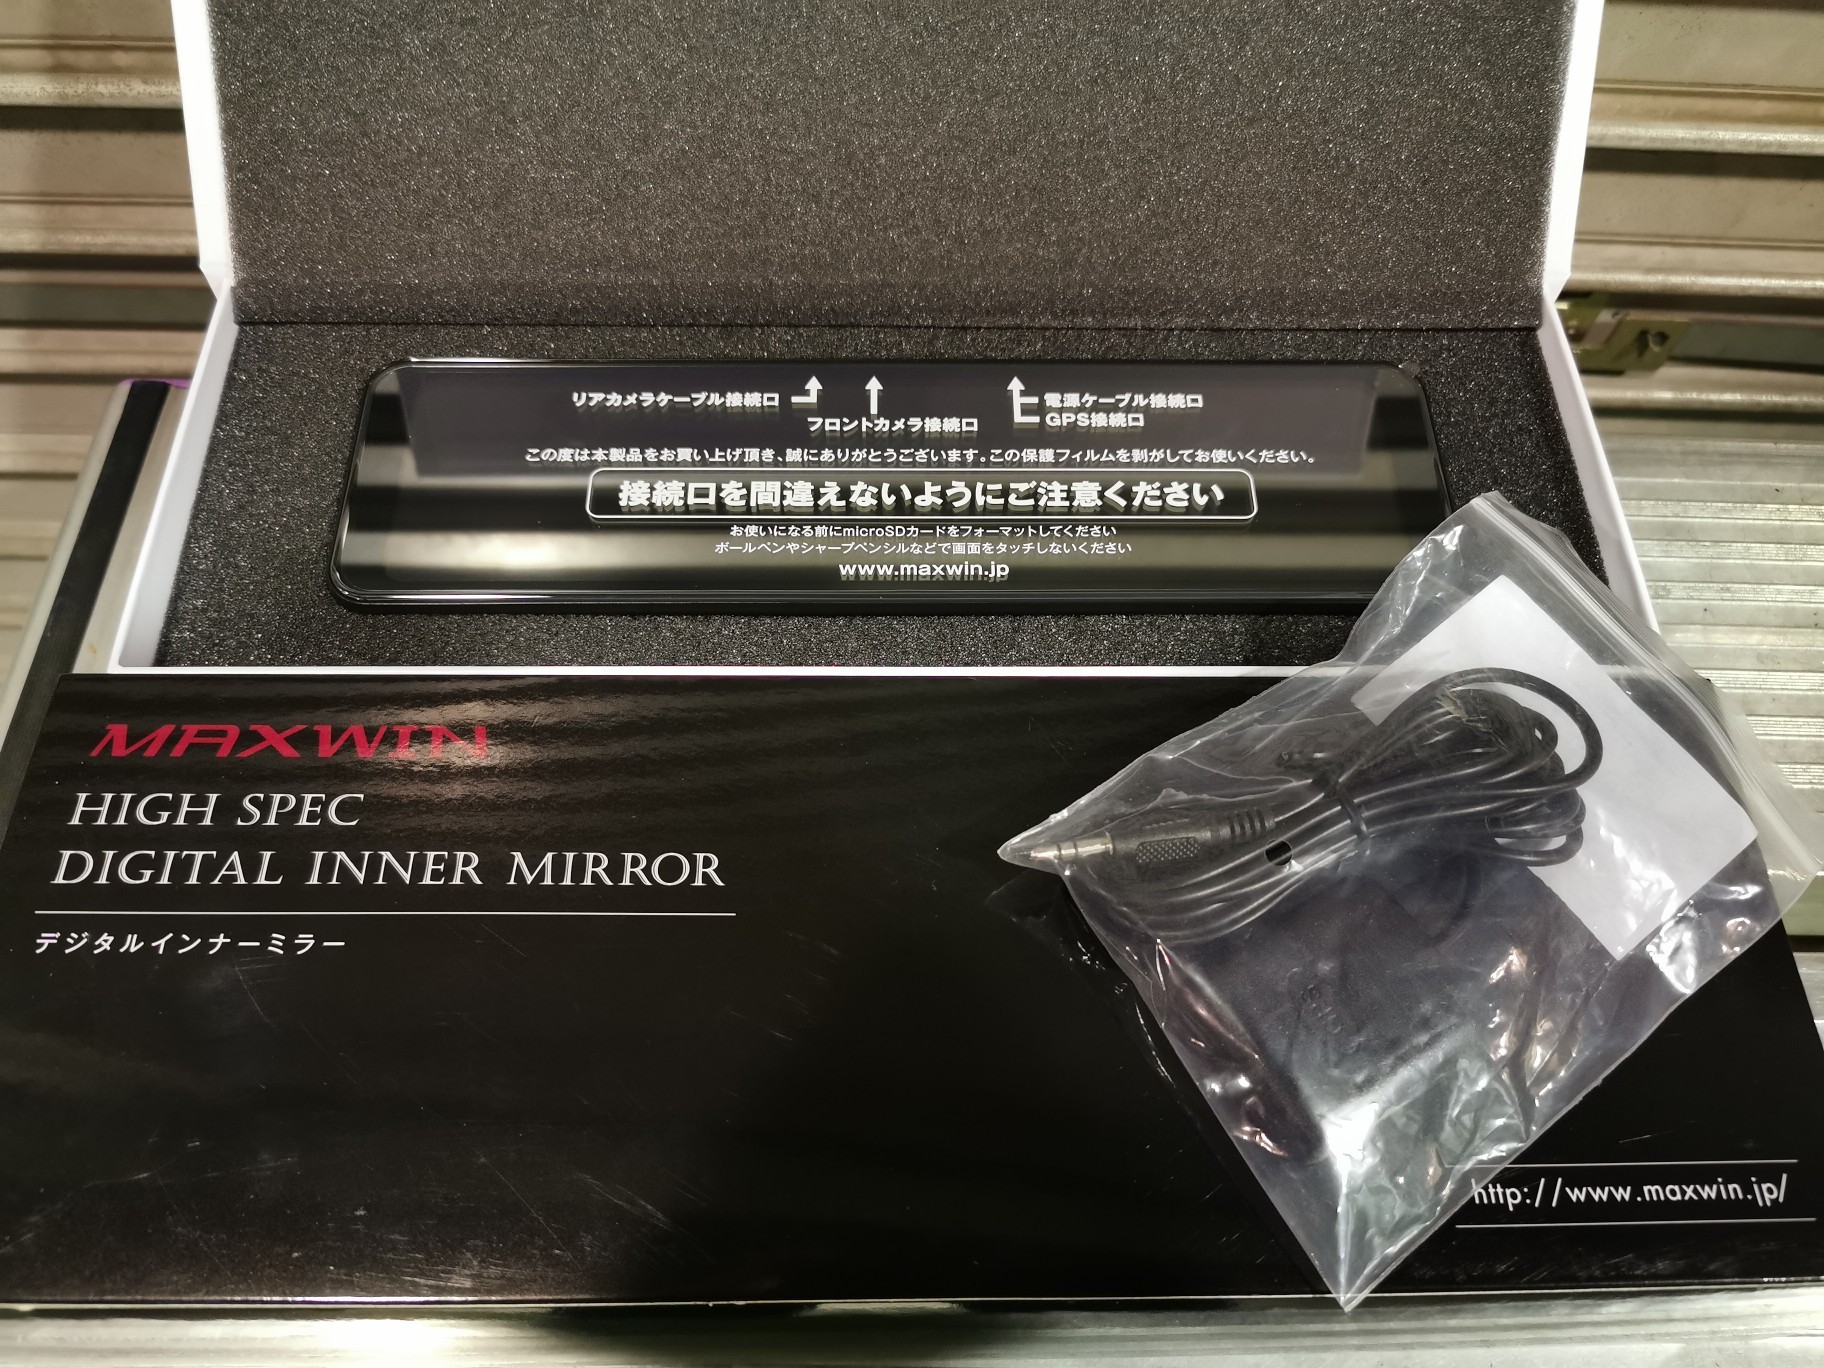 リアカメラケーブル接続口
フロントカメラ接続口
電源ケーブル接続口
GPS接続口
この度は本製品をお買い上げ頂き、誠にありがとうございます。この保護フィルムを剥がしてお使いください。
接続口を間違えないようにご注意ください
お使いになる前にmicroSDカードをフォーマットしてください
ボールペンやシャープペンシルなどで画面をタッチしないください
www.maxwin.jp
MAXWIN
HIGH SPEC
DIGITAL INNER MIRROR
デジタルインナーミラー
http://www.maxwin.jp/